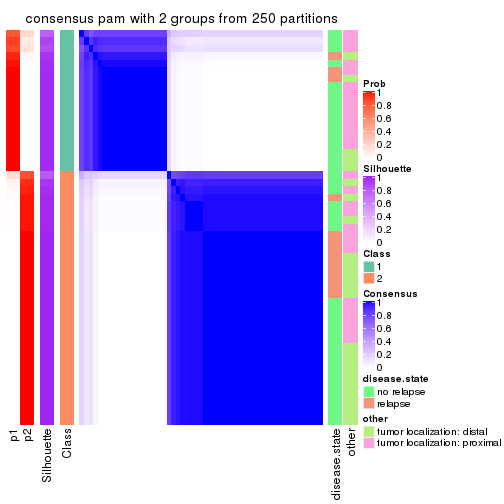 consensus pam with 2 groups from 250 partitions
Prob
1
0.8
0.6
0.4
0.2
0
Silhouette
1
0.8
0.6
0.4
0.2
0
Class
1
2
Consensus
1
0.8
0.6
0.4
0.2
0
disease.state
no relapse
relapse
other
tumor localization: distal
tumor localization: proximal
p1
p2
Silhouette
Class
disease.state
other